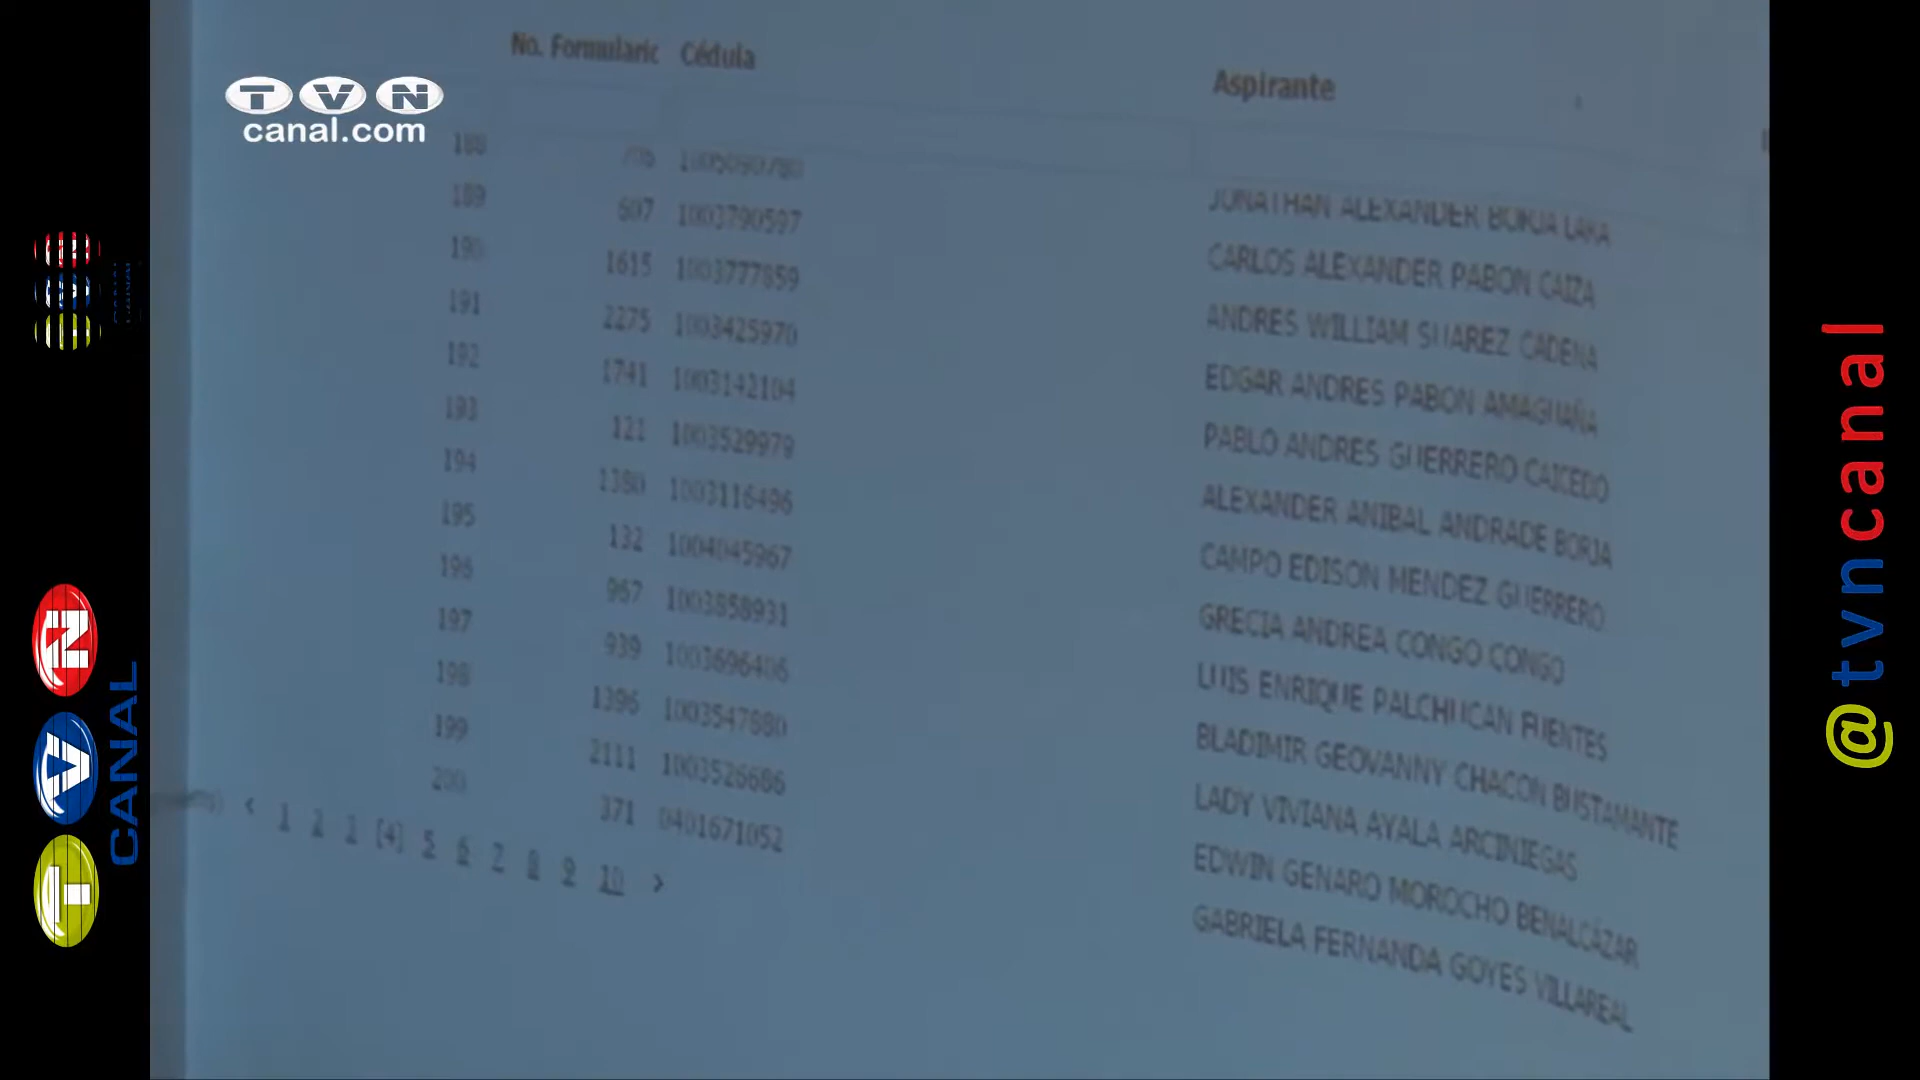 TVN
canal.com
No. Formulario Cédula Aspirante
188 1005090780 JONATHAN ALEXANDER BORJA LARA
189 607 1003790597 CARLOS ALEXANDER PABON CAIZA
190 1615 1003777859 ANDRES WILLIAM SUAREZ CADENA
191 2275 1003425970 EDGAR ANDRES PABON AMAGUAÑA
192 1741 1003142104 PABLO ANDRES GUERRERO CAICEDO
193 121 1003529979 ALEXANDER ANIBAL ANDRADE BORJA
194 1380 1003116496 CAMPO EDISON MENDEZ GUERRERO
195 132 1004045967 GRECIA ANDREA CONGO CONGO
196 967 1003858931 LUIS ENRIQUE PALCHUCAN FUENTES
197 939 1003696406 BLADIMIR GEOVANNY CHACON BUSTAMANTE
198 1396 1003547880 LADY VIVIANA AYALA ARCINIEGAS
199 2111 1003526686 EDWIN GENARO MOROCHO BENALCÁZAR
200 371 0401671052 GABRIELA FERNANDA GOYES VILLAREAL
< 1 2 3 [4] 5 6 7 8 9 10 >
TVN
CANAL
@tvncanal